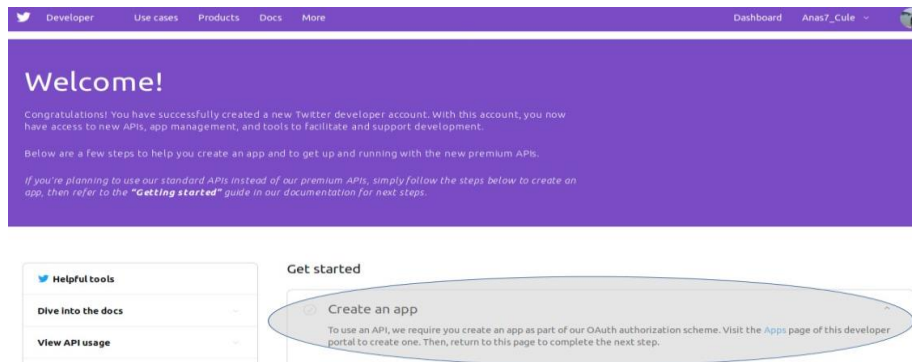 Developer Use cases Products Docs More Dashboard Anas7_Cule
Welcome!
Congratulations! You have successfully created a new Twitter developer account. With this account, you now
have access to new APIs, app management, and tools to facilitate and support development.
Below are a few steps to help you create an app and to get up and running with the new premium APIs.
If you're planning to use our standard APIs instead of our premium APIs, simply follow the steps below to create an
app, then refer to the "Getting started" guide in our documentation for next steps.
Helpful tools
Dive into the docs
View API usage
Get started
Create an app
To use an API, we require you create an app as part of our OAuth authorization scheme. Visit the Apps page of this developer
portal to create one. Then, return to this page to complete the next step.